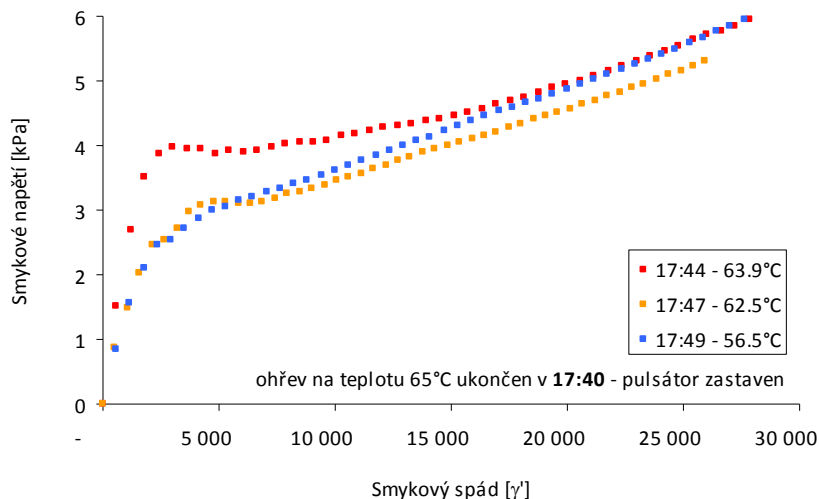 Smykové napětí [kPa]
6
5
4
3
2
1
0
-
5 000
10 000
15 000
20 000
25 000
30 000
Smykový spád [γ']
17:44 - 63.9°C
17:47 - 62.5°C
17:49 - 56.5°C
ohřev na teplotu 65°C ukončen v 17:40 - pulsátor zastaven